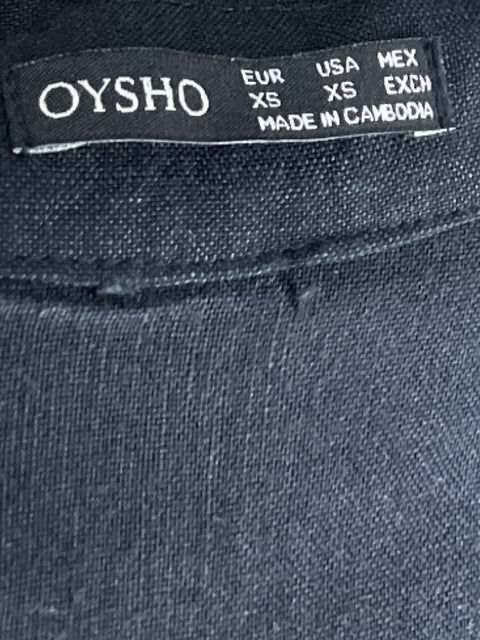 OYSHO
EUR USA MEX
XS XS EXCH
MADE IN CAMBODIA